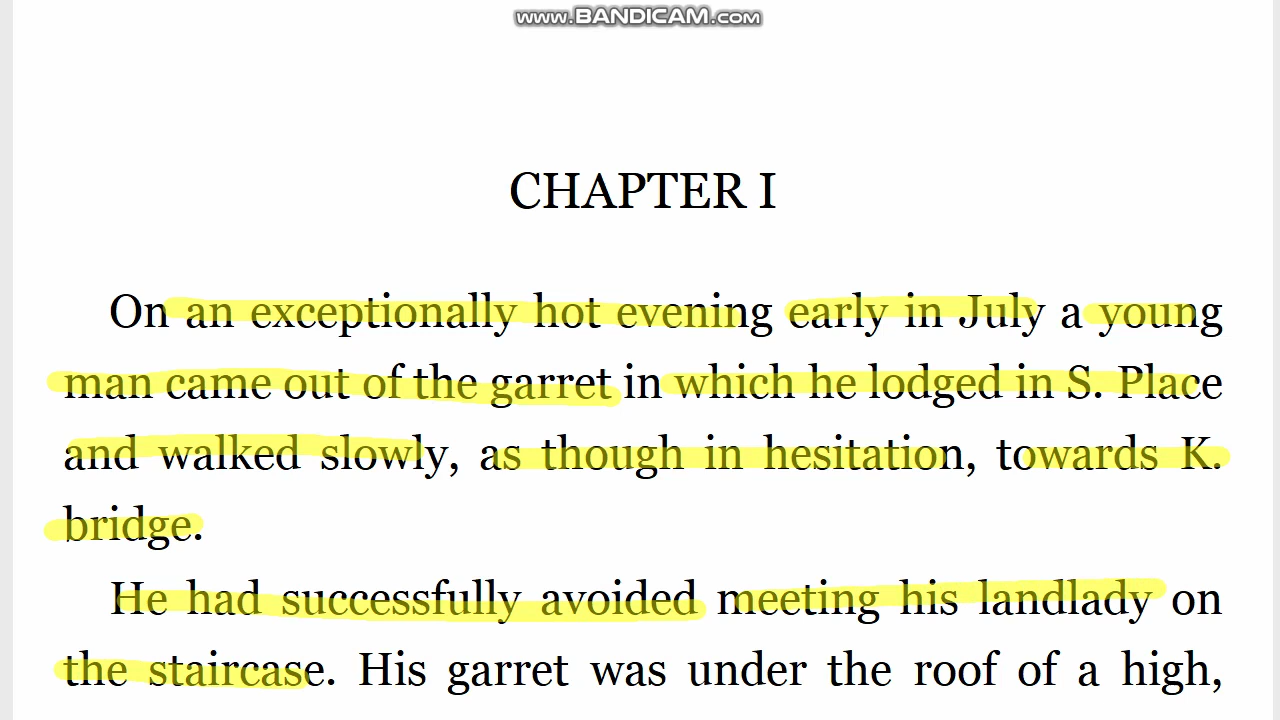 www.BANDICAM.com
CHAPTER I
On an exceptionally hot evening early in July a young
man came out of the garret in which he lodged in S. Place
and walked slowly, as though in hesitation, towards K.
bridge.
He had successfully avoided meeting his landlady on
the staircase. His garret was under the roof of a high,